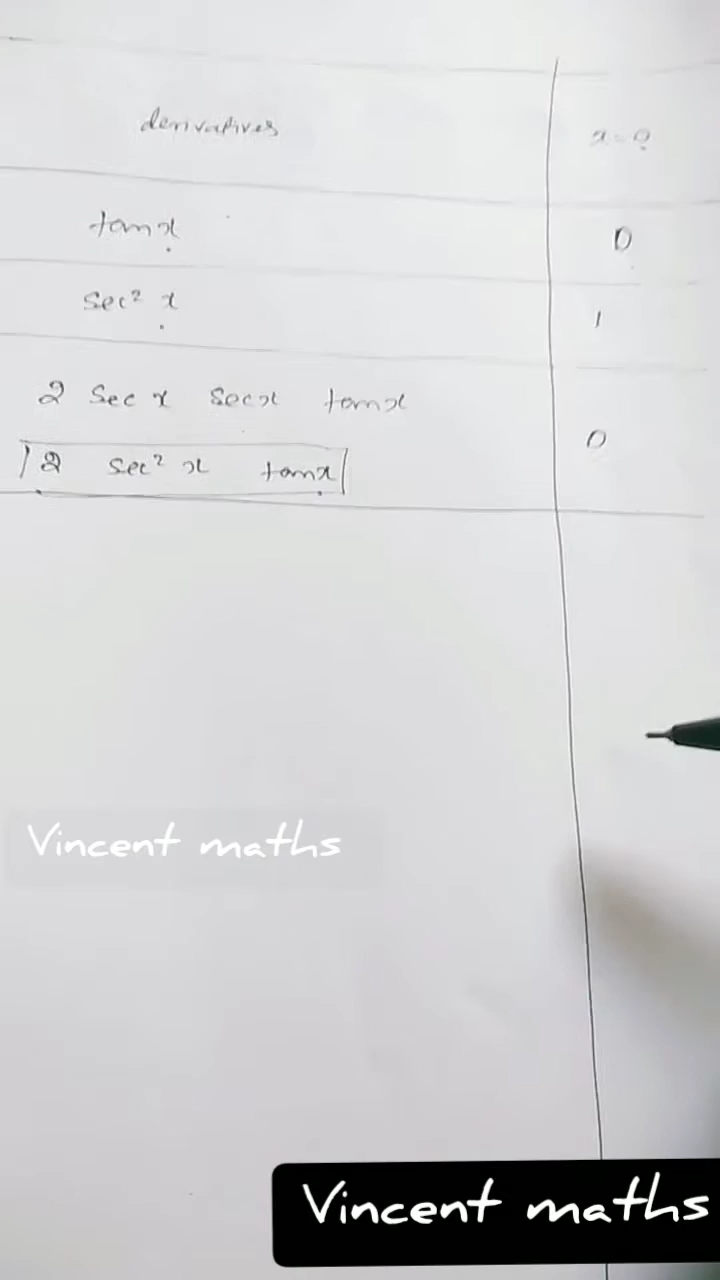 derivatives x=0
tan x 0
sec² x 1
2 sec x sec x tan x
2 sec² x tan x 0
Vincent maths
Vincent maths